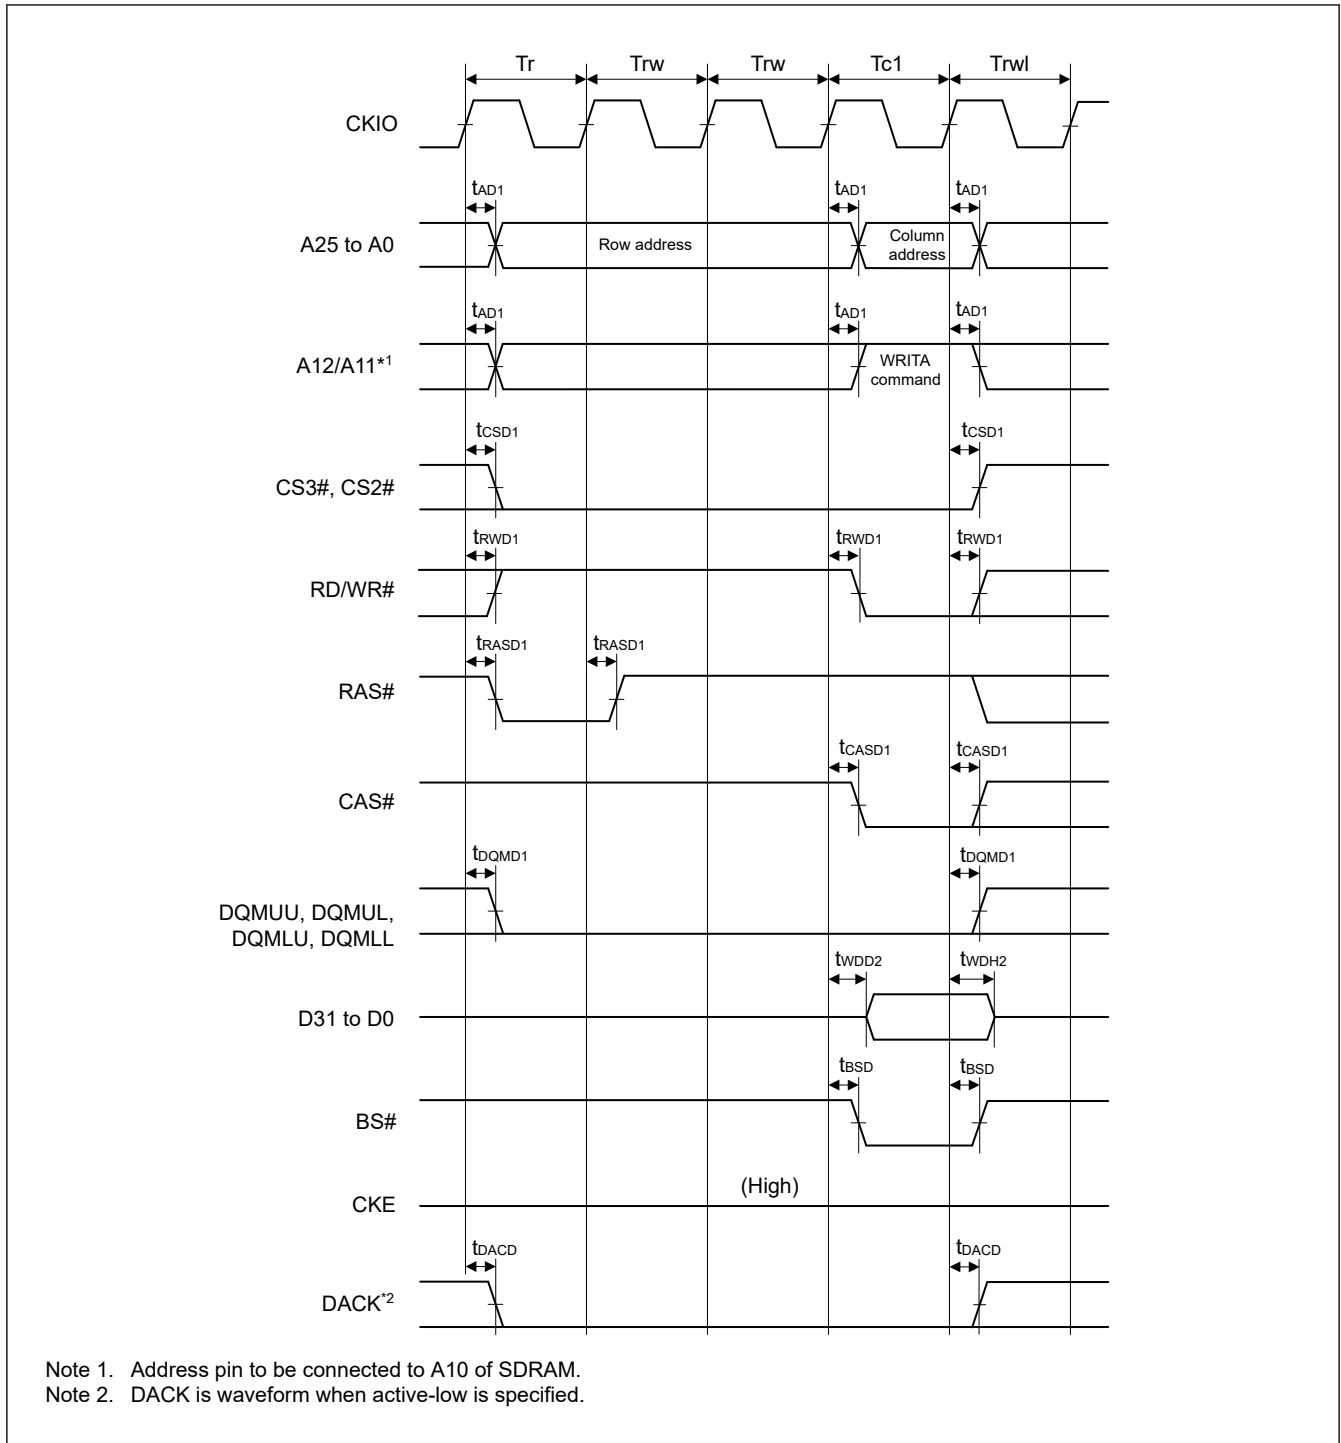 Tr Trw Trw Tc1 Trwl
CKIO
tAD1 tAD1 tAD1
A25 to A0
Row address
Column
address
tAD1 tAD1 tAD1
A12/A11*1
WRITA
command
tCSD1 tCSD1
CS3#, CS2#
tRWD1 tRWD1 tRWD1
RD/WR#
tRASD1 tRASD1
RAS#
tCASD1 tCASD1
CAS#
tDQMD1 tDQMD1
DQMUU, DQMUL,
DQMLU, DQMLL
tWDD2 tWDH2
D31 to D0
tBSD tBSD
BS#
(High)
CKE
tDACD tDACD
DACK*2
Note 1. Address pin to be connected to A10 of SDRAM.
Note 2. DACK is waveform when active-low is specified.